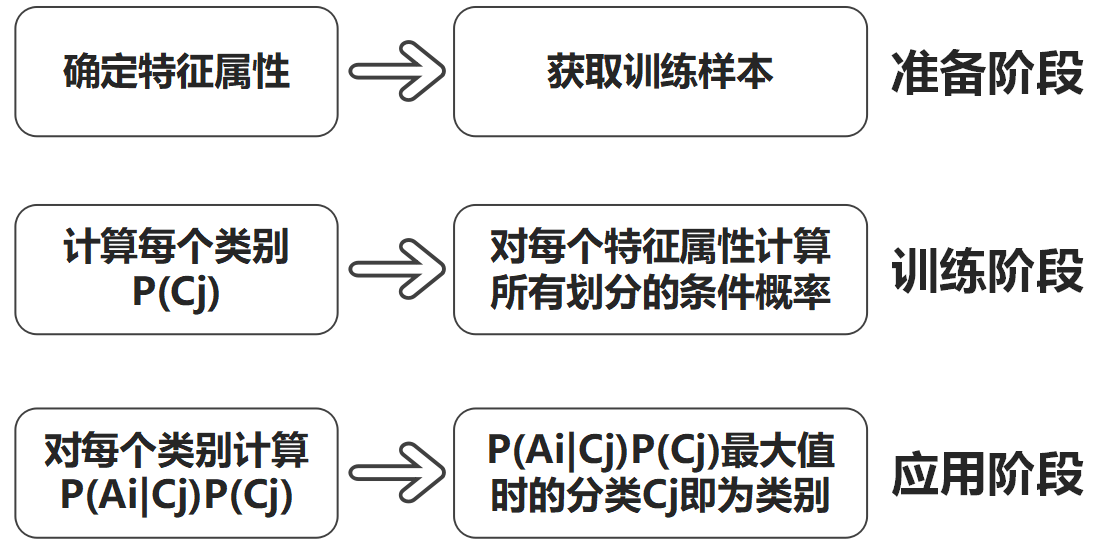 确定特征属性
获取训练样本
准备阶段
计算每个类别
P(Cj)
对每个特征属性计算
所有划分的条件概率
训练阶段
对每个类别计算
P(Ai|Cj)P(Cj)
P(Ai|Cj)P(Cj)最大值
时的分类Cj即为类别
应用阶段